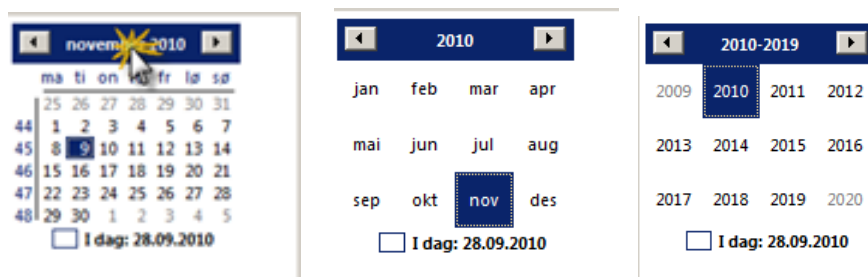 november 2010
ma ti on to fr lø sø
25 26 27 28 29 30 31
44 1 2 3 4 5 6 7
45 8 9 10 11 12 13 14
46 15 16 17 18 19 20 21
47 22 23 24 25 26 27 28
48 29 30 1 2 3 4 5
I dag: 28.09.2010
2010
jan feb mar apr
mai jun jul aug
sep okt nov des
I dag: 28.09.2010
2010-2019
2009 2010 2011 2012
2013 2014 2015 2016
2017 2018 2019 2020
I dag: 28.09.2010